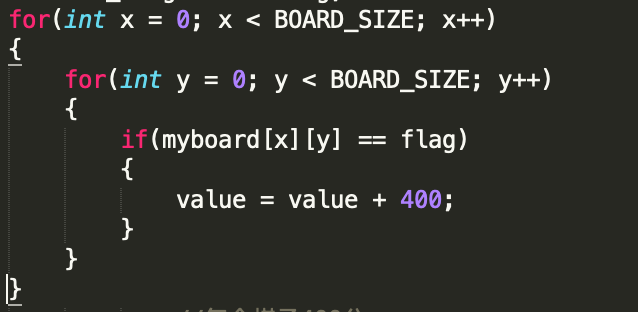 for(int x = 0; x < BOARD_SIZE; x++)
{
for(int y = 0; y < BOARD_SIZE; y++)
{
if(myboard[x][y] == flag)
{
value = value + 400;
}
}
}